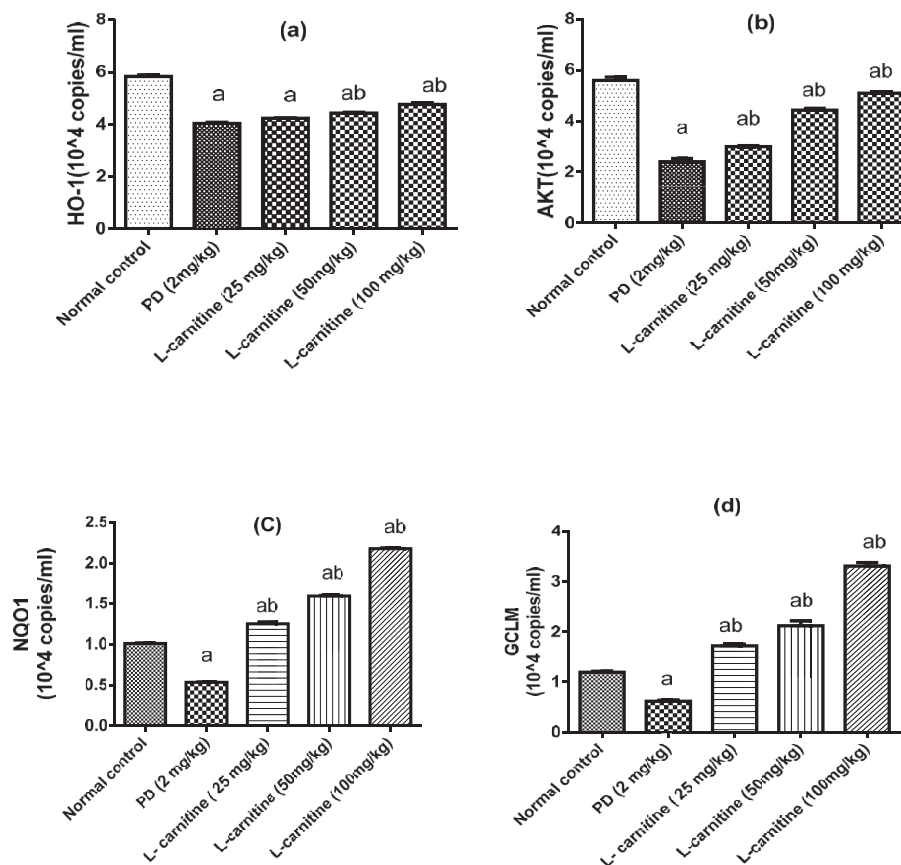 (a)
HO-1(10^4 copies/ml)
8
6
4
2
0
a
a
ab
ab
Normal control
PD (2mg/kg)
L-carnitine (25 mg/kg)
L-carnitine (50mg/kg)
L-carnitine (100 mg/kg)
(b)
AKT(10^4 copies/ml)
8
6
4
2
0
a
ab
ab
ab
Normal control
PD (2mg/kg)
L-carnitine (25 mg/kg)
L-carnitine (50mg/kg)
L-carnitine (100 mg/kg)
(C)
NQO1
(10^4 copies/ml)
2.5
2.0
1.5
1.0
0.5
0.0
a
ab
ab
ab
Normal control
PD (2 mg/kg)
L- carnitine ( 25 mg/kg)
L-carnitine (50mg/kg)
L-carnitine (100mg/kg)
(d)
GCLM
(10^4 copies/ml)
4
3
2
1
0
a
ab
ab
ab
Normal control
PD (2 mg/kg)
L- carnitine ( 25 mg/kg)
L-carnitine (50mg/kg)
L-carnitine (100mg/kg)